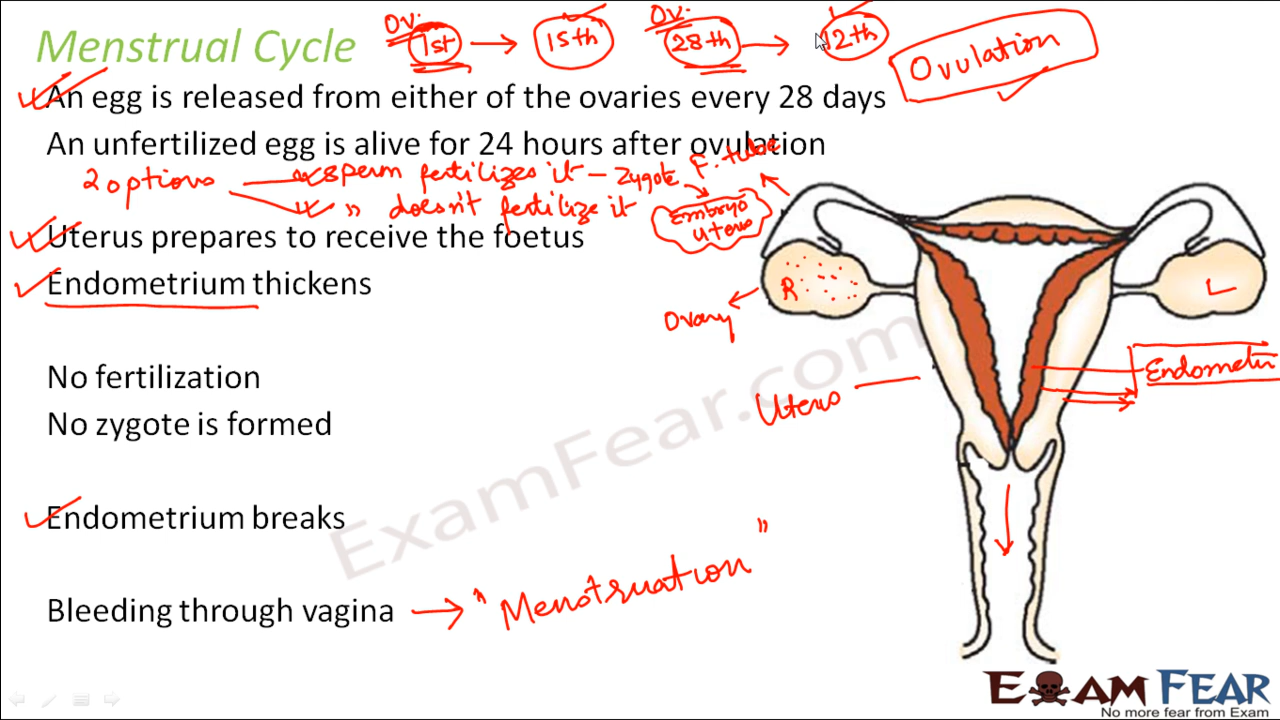 Ov. Ov.
Menstrual Cycle 1st → 15th 28th → 12th Ovulation
An egg is released from either of the ovaries every 28 days
An unfertilized egg is alive for 24 hours after ovulation
2 options sperm fertilizes it – Zygote F. tube
" doesn't fertilize it Embryo
Uterus
Uterus prepares to receive the foetus
Endometrium thickens
R L
Ovary
No fertilization
Endometri
Uterus
No zygote is formed
Endometrium breaks
Bleeding through vagina → "Menstruation"
ExamFear.com
EXAM FEAR
No more fear from Exam